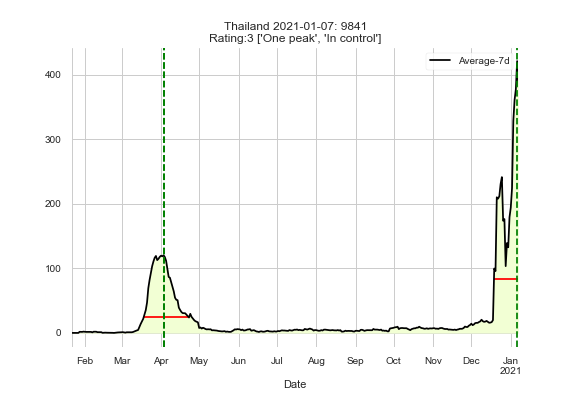 Thailand 2021-01-07: 9841
Rating:3 ['One peak', 'In control']
Average-7d
400
300
200
100
0
Feb Mar Apr May Jun Jul Aug Sep Oct Nov Dec Jan
2021
Date